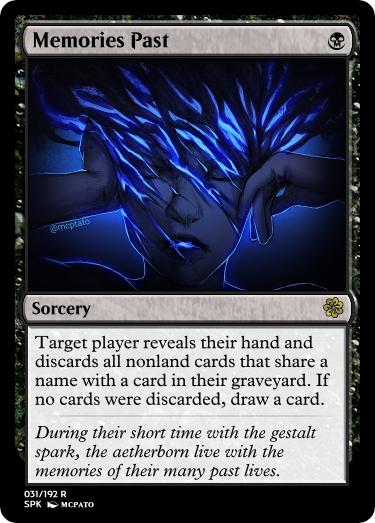 Memories Past
@mcptato
Sorcery
Target player reveals their hand and
discards all nonland cards that share a
name with a card in their graveyard. If
no cards were discarded, draw a card.
During their short time with the gestalt
spark, the aetherborn live with the
memories of their many past lives.
031/192 R
SPK MCPATO